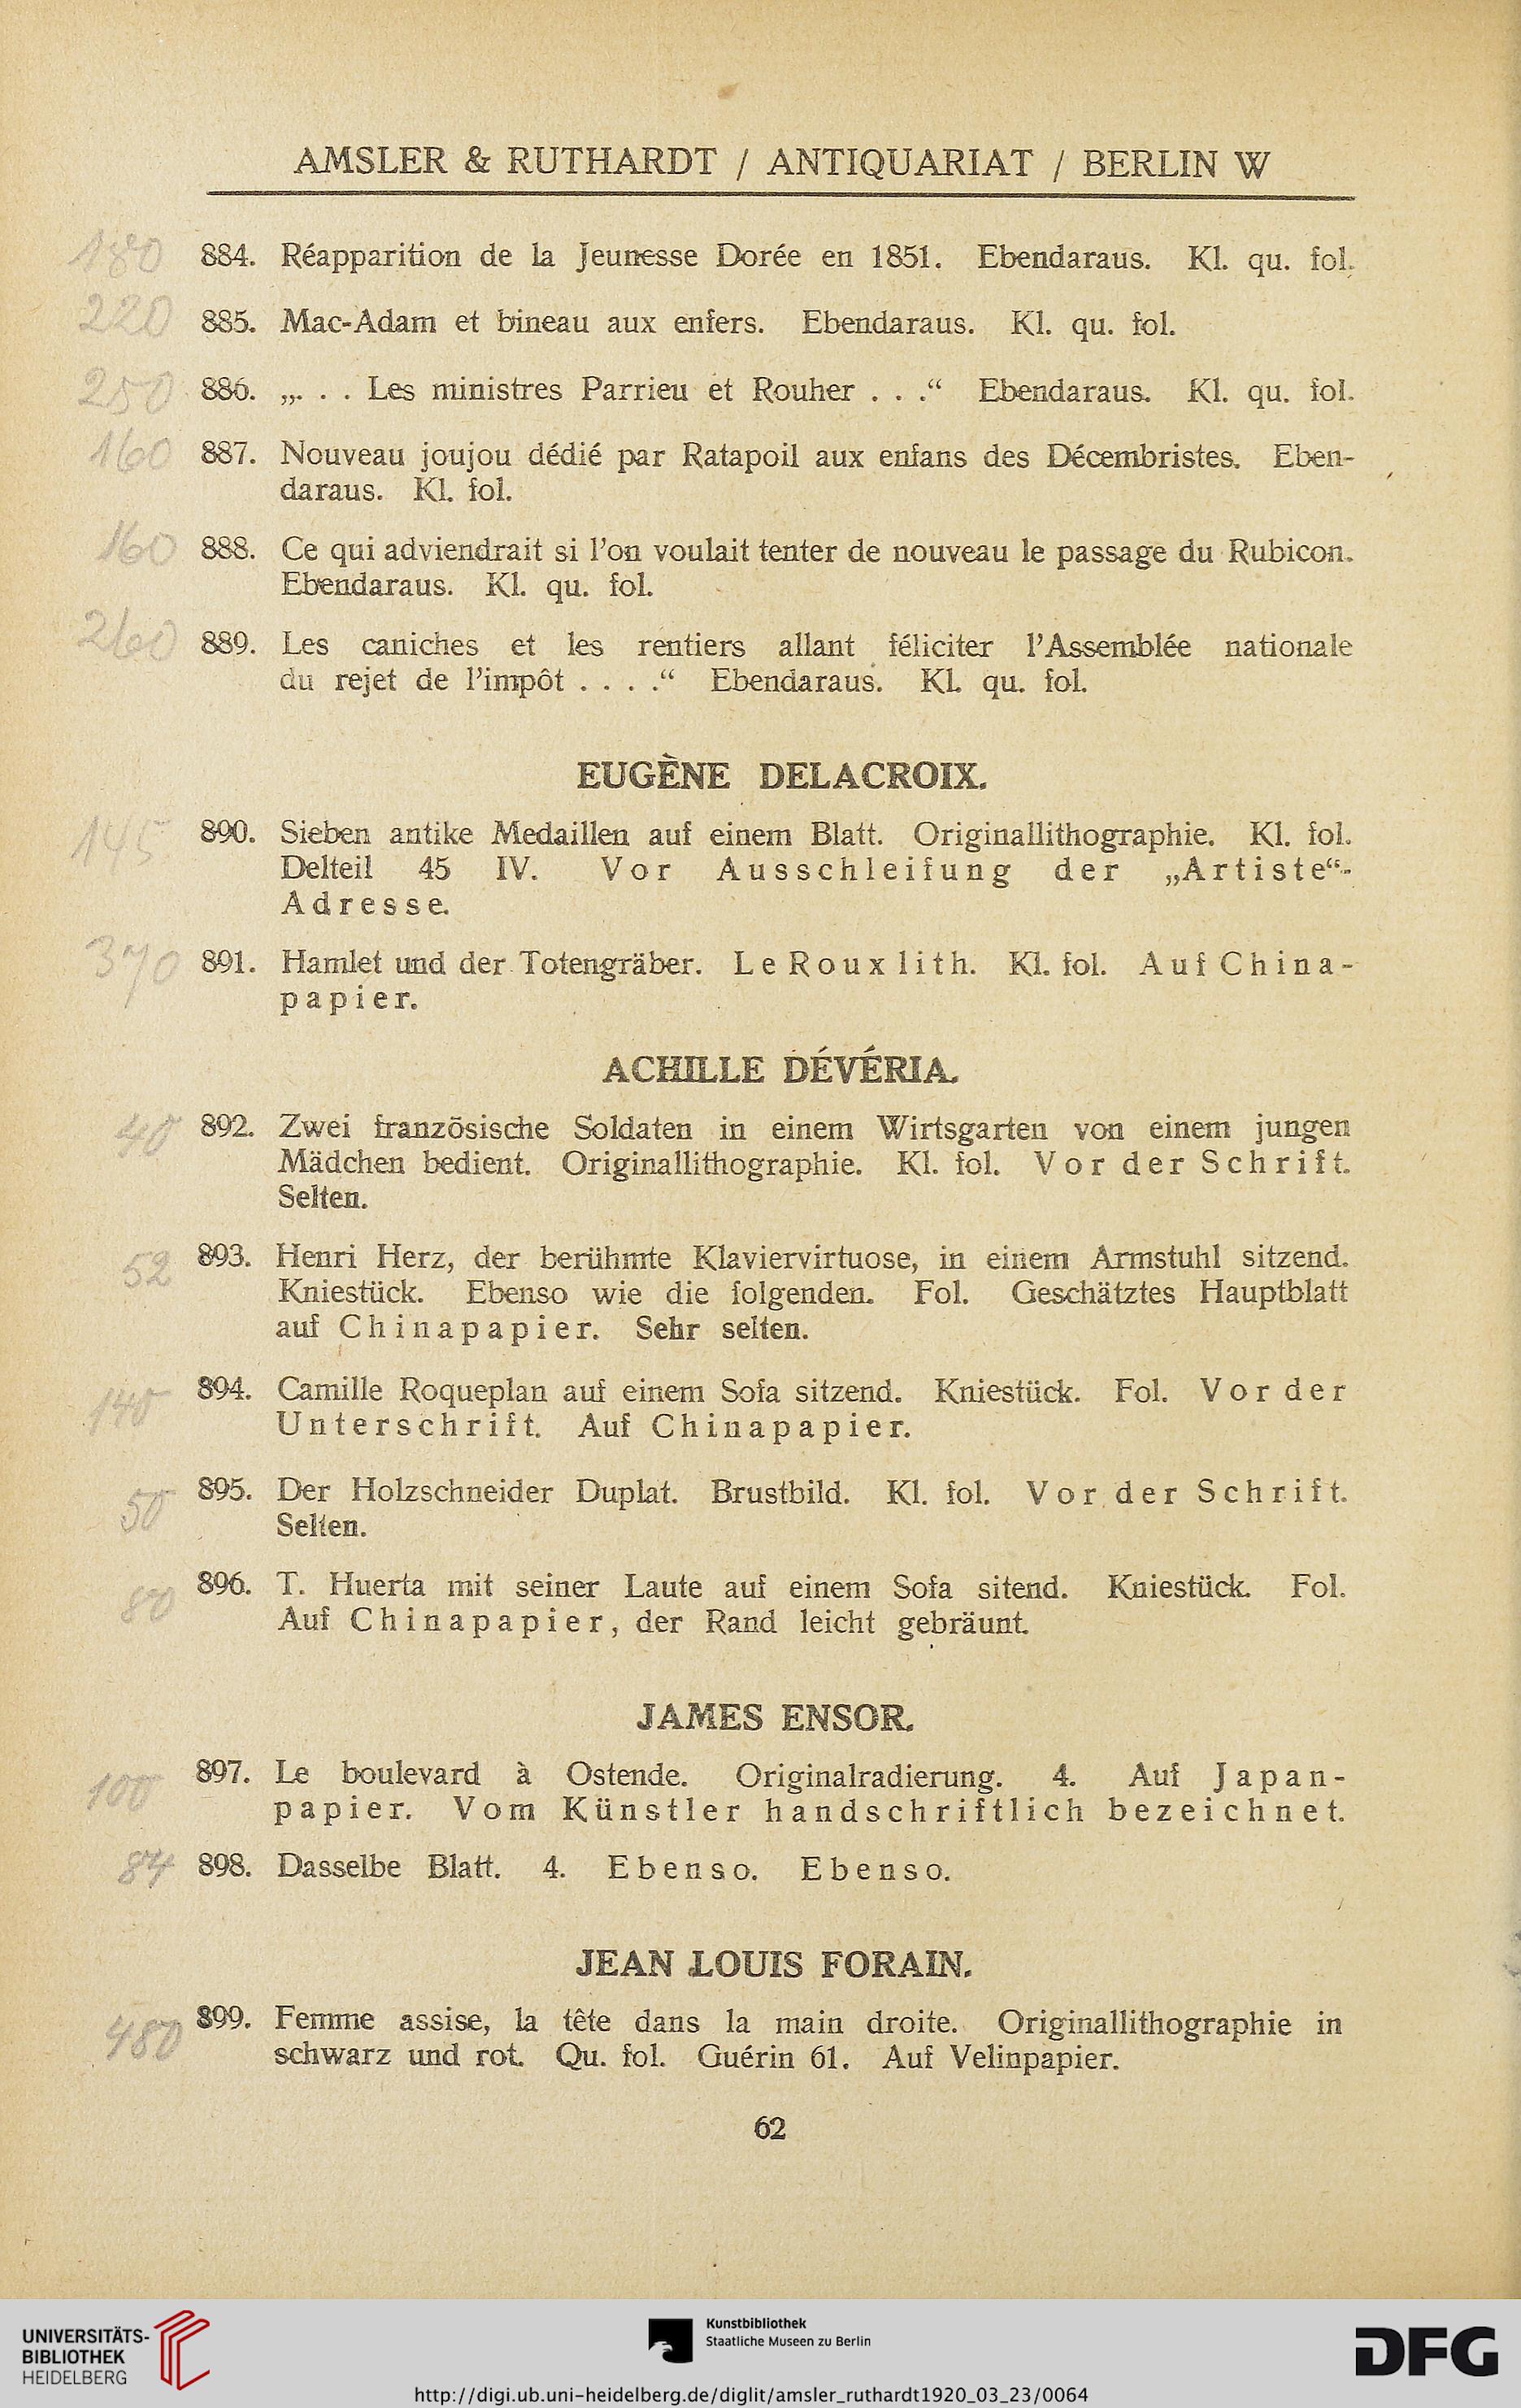 AMSLER & RUTHARDT / ANTIQUARIAT / BERLIN W
180 884. Réapparition de la Jeunesse Dorée en 1851. Ebendaraus. Kl. qu. fol.
220 885. Mac-Adam et bineau aux enfers. Ebendaraus. Kl. qu. fol.
250 886. „. . . Les ministres Parrieu et Rouher . . .“ Ebendaraus. Kl. qu. fol.
160 887. Nouveau joujou dédié par Ratapoil aux enfans des Décembristes. Eben-
daraus. Kl. fol.
160 888. Ce qui adviendrait si l’on voulait tenter de nouveau le passage du Rubicon.
Ebendaraus. Kl. qu. fol.
260 889. Les caniches et les rentiers allant féliciter l’Assemblée nationale
du rejet de l’impôt . . . .“ Ebendaraus. Kl. qu. fol.
EUGÈNE DELACROIX.
145 890. Sieben antike Medaillen auf einem Blatt. Originallithographie. Kl. fol.
Delteil 45 IV. Vor Ausschleifung der „Artiste“-
Adresse.
370 891. Hamlet und der Totengräber. Le Roux lith. Kl. fol. Auf China-
papier.
ACHILLE DÉVÉRIA.
40 892. Zwei französische Soldaten in einem Wirtsgarten von einem jungen
Mädchen bedient. Originallithographie. Kl. fol. Vor der Schrift.
Selten.
52 893. Henri Herz, der berühmte Klaviervirtuose, in einem Armstuhl sitzend.
Kniestück. Ebenso wie die folgenden. Fol. Geschätztes Hauptblatt
auf Chinapapier. Sehr selten.
140 894. Camille Roqueplan auf einem Sofa sitzend. Kniestück. Fol. Vor der
Unterschrift. Auf Chinapapier.
50 895. Der Holzschneider Duplat. Brustbild. Kl. fol. Vor der Schrift.
Selten.
80 896. T. Huerta mit seiner Laute auf einem Sofa sitend. Kniestück. Fol.
Auf Chinapapier, der Rand leicht gebräunt.
JAMES ENSOR.
100 897. Le boulevard à Ostende. Originalradierung. 4. Auf Japan-
papier. Vom Künstler handschriftlich bezeichnet.
84 898. Dasselbe Blatt. 4. Ebenso. Ebenso.
JEAN LOUIS FORAIN.
480 899. Femme assise, la tête dans la main droite. Originallithographie in
schwarz und rot. Qu. fol. Guérin 61. Auf Velinpapier.
62
UNIVERSITÄTS-
BIBLIOTHEK
HEIDELBERG
Kunstbibliothek
Staatliche Museen zu Berlin
DFG
http://digi.ub.uni-heidelberg.de/diglit/amsler_ruthardt1920_03_23/0064